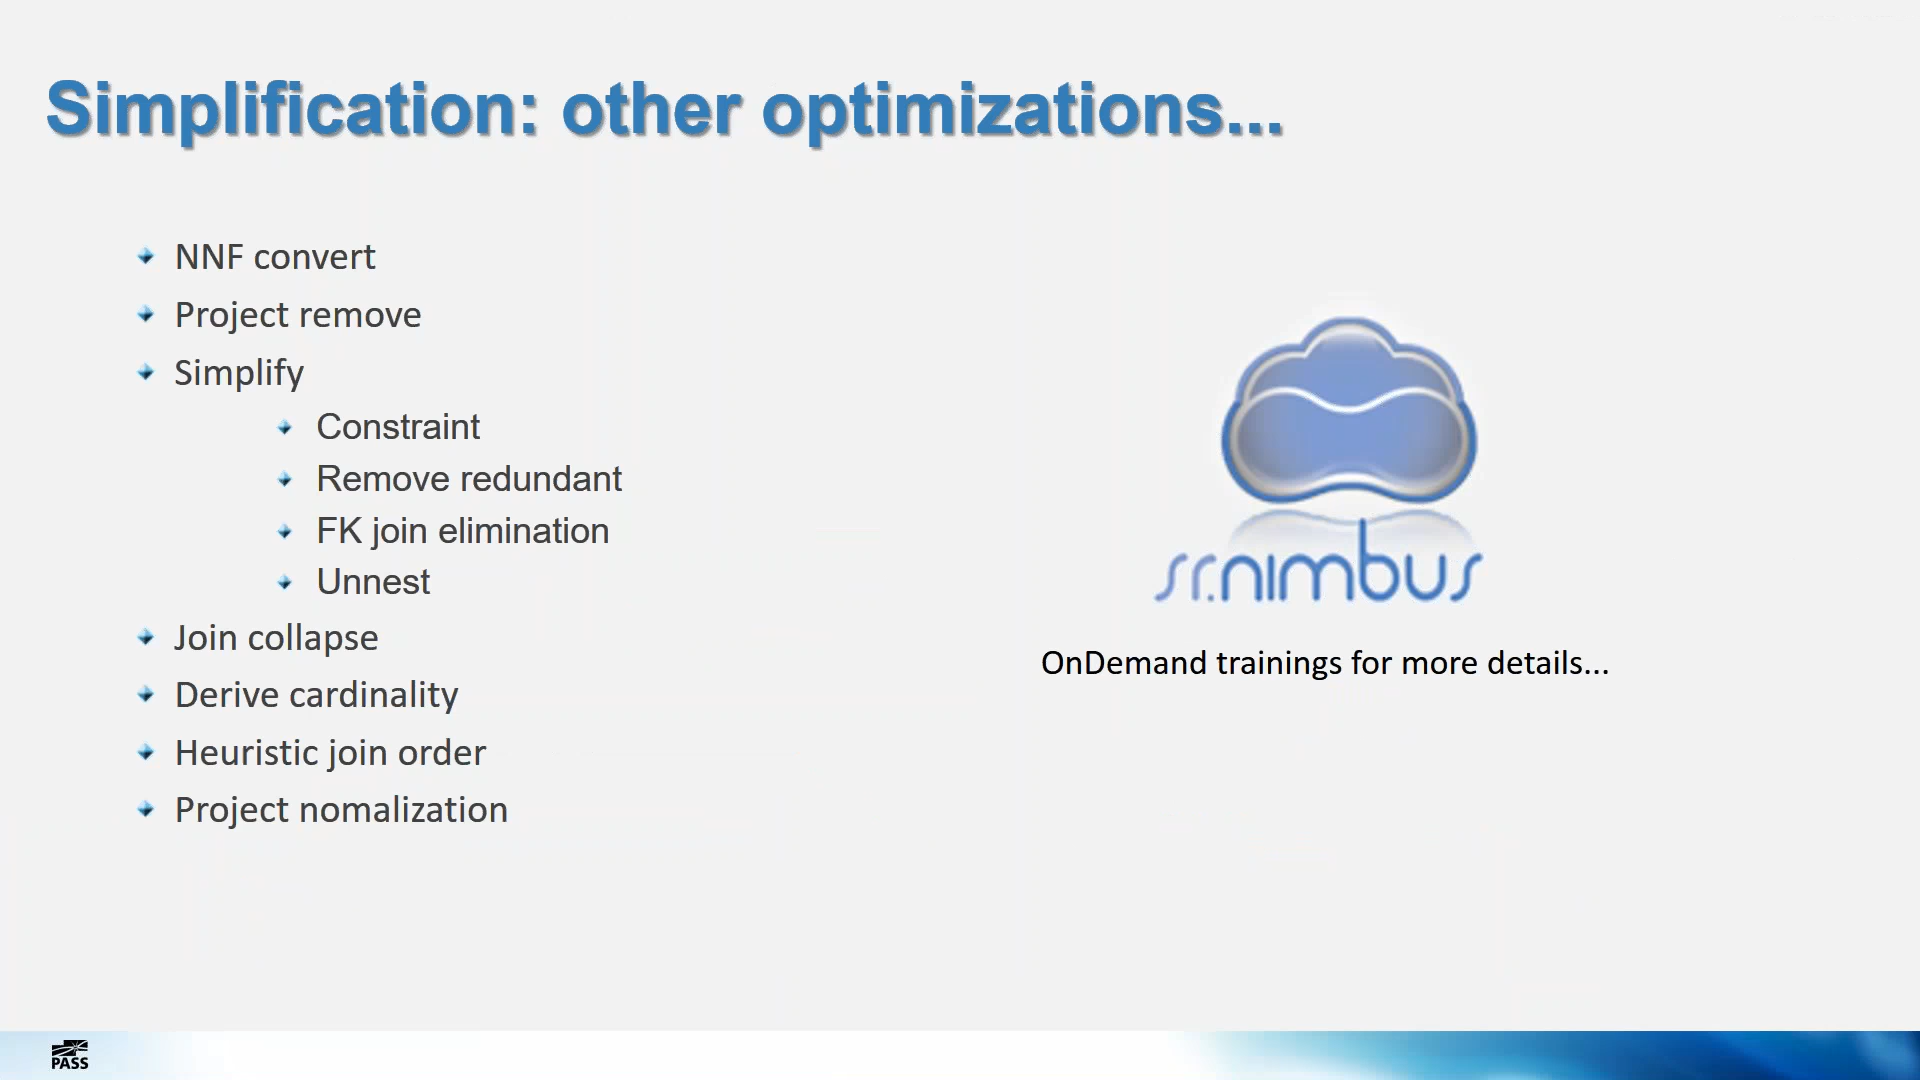 Simplification: other optimizations...
NNF convert
Project remove
Simplify
Constraint
Remove redundant
FK join elimination
Unnest
Join collapse
Derive cardinality
Heuristic join order
Project nomalization
sr.nimbus
OnDemand trainings for more details...
PASS